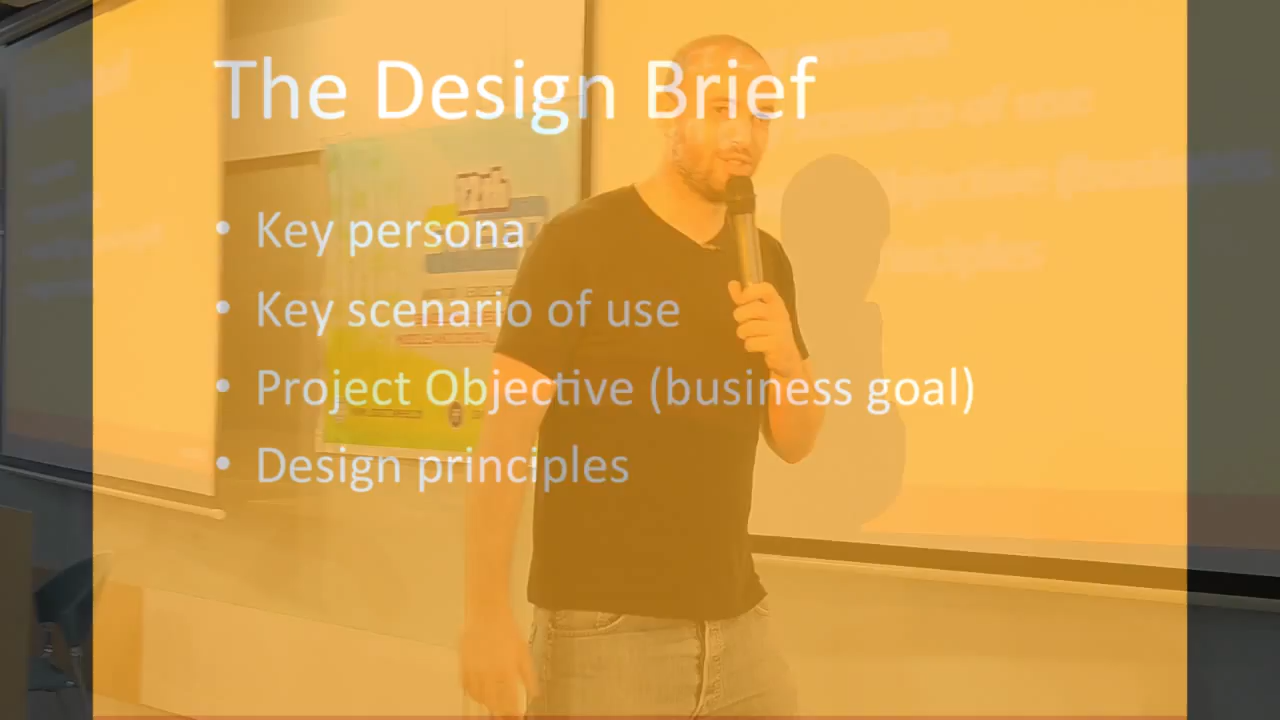 The Design Brief
• Key persona
• Key scenario of use
• Project Objective (business goal)
• Design principles